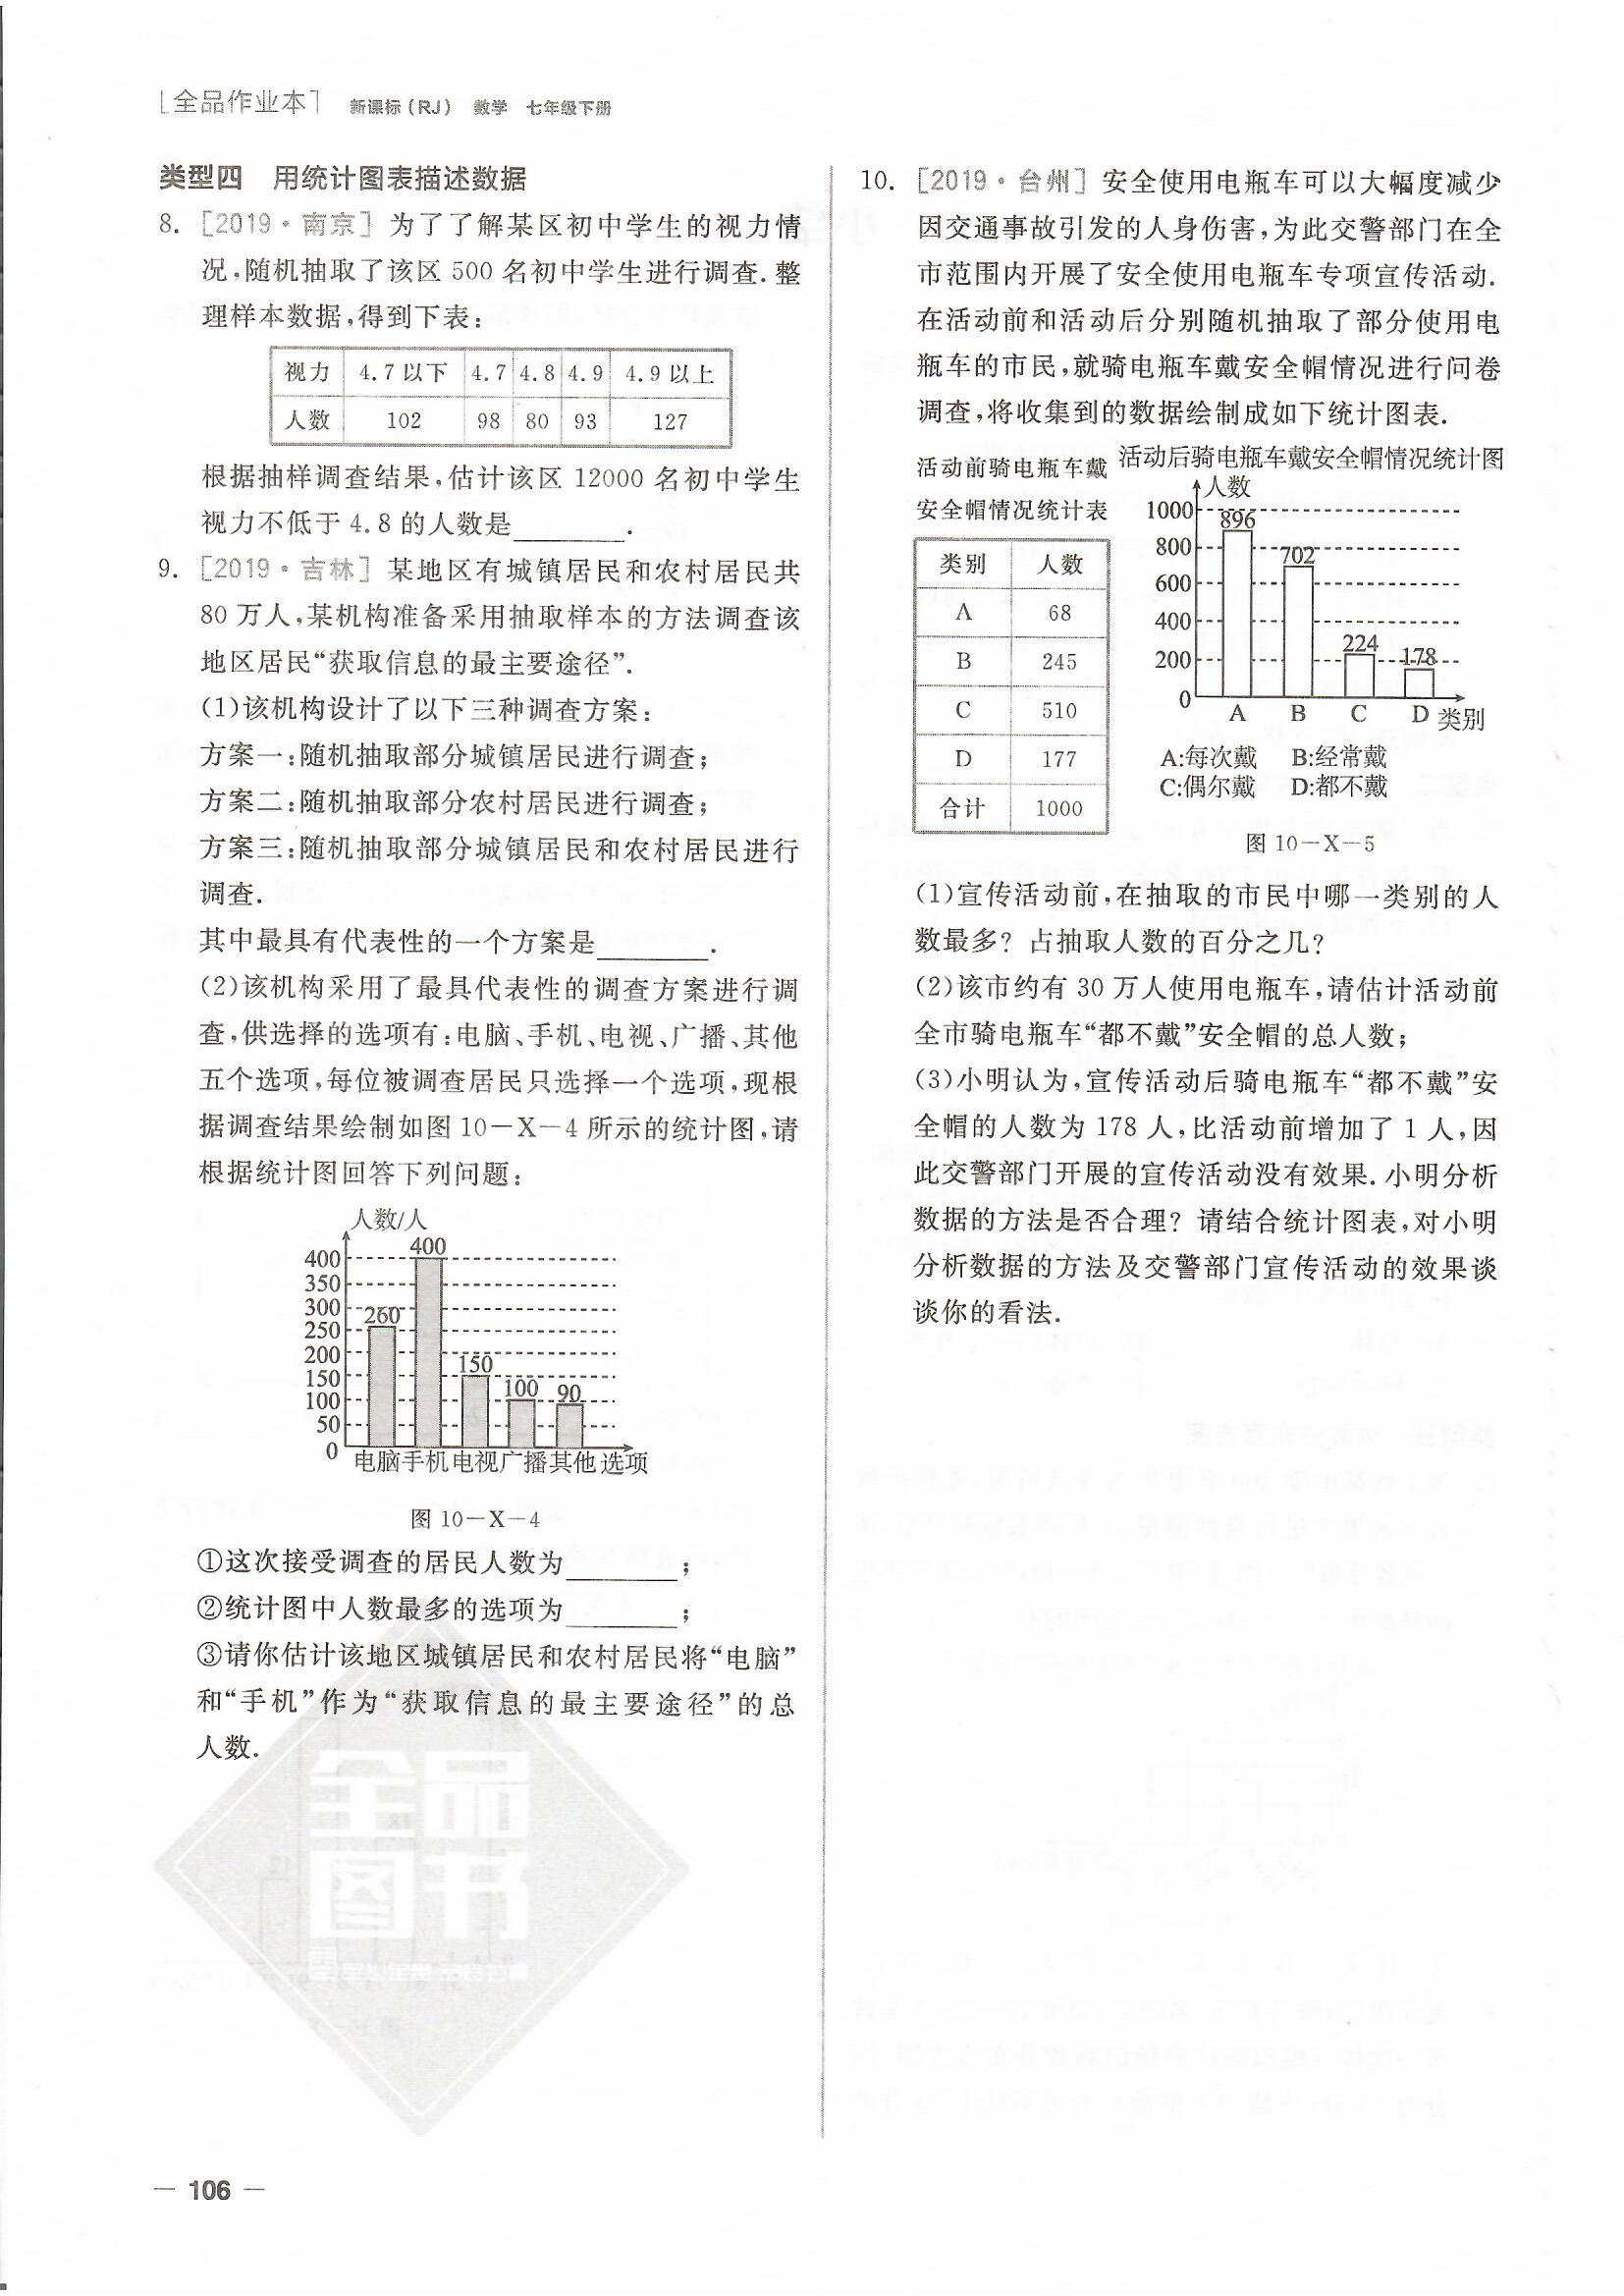 [全品作业本] 新课标(RJ) 数学 七年级下册
类型四 用统计图表描述数据
8. [2019·南京] 为了了解某区初中学生的视力情
况,随机抽取了该区 500 名初中学生进行调查.整
理样本数据,得到下表:
视力 4.7以下 4.7 4.8 4.9 4.9以上
人数 102 98 80 93 127
根据抽样调查结果,估计该区 12000 名初中学生
视力不低于 4.8 的人数是________.
9. [2019·吉林] 某地区有城镇居民和农村居民共
80 万人,某机构准备采用抽取样本的方法调查该
地区居民“获取信息的最主要途径”.
(1)该机构设计了以下三种调查方案:
方案一:随机抽取部分城镇居民进行调查;
方案二:随机抽取部分农村居民进行调查;
方案三:随机抽取部分城镇居民和农村居民进行
调查.
其中最具有代表性的一个方案是________.
(2)该机构采用了最具代表性的调查方案进行调
查,供选择的选项有:电脑、手机、电视、广播、其他
五个选项,每位被调查居民只选择一个选项,现根
据调查结果绘制如图 10-X-4 所示的统计图,请
根据统计图回答下列问题:
人数/人
400 400
350
300 260
250
200
150 150
100 100 90
50
0
电脑 手机 电视 广播 其他 选项
图 10-X-4
①这次接受调查的居民人数为________;
②统计图中人数最多的选项为________;
③请你估计该地区城镇居民和农村居民将“电脑”
和“手机”作为“获取信息的最主要途径”的总
人数.
全品
图书
— 106 —
10. [2019·台州] 安全使用电瓶车可以大幅度减少
因交通事故引发的人身伤害,为此交警部门在全
市范围内开展了安全使用电瓶车专项宣传活动.
在活动前和活动后分别随机抽取了部分使用电
瓶车的市民,就骑电瓶车戴安全帽情况进行问卷
调查,将收集到的数据绘制成如下统计图表.
活动前骑电瓶车戴
安全帽情况统计表
类别 人数
A 68
B 245
C 510
D 177
合计 1000
活动后骑电瓶车戴安全帽情况统计图
人数
1000 896
800 702
600
400
200 224 178
0
A B C D 类别
A:每次戴 B:经常戴
C:偶尔戴 D:都不戴
图 10-X-5
(1)宣传活动前,在抽取的市民中哪一类别的人
数最多? 占抽取人数的百分之几?
(2)该市约有 30 万人使用电瓶车,请估计活动前
全市骑电瓶车“都不戴”安全帽的总人数;
(3)小明认为,宣传活动后骑电瓶车“都不戴”安
全帽的人数为 178 人,比活动前增加了 1 人,因
此交警部门开展的宣传活动没有效果.小明分析
数据的方法是否合理? 请结合统计图表,对小明
分析数据的方法及交警部门宣传活动的效果谈
谈你的看法.